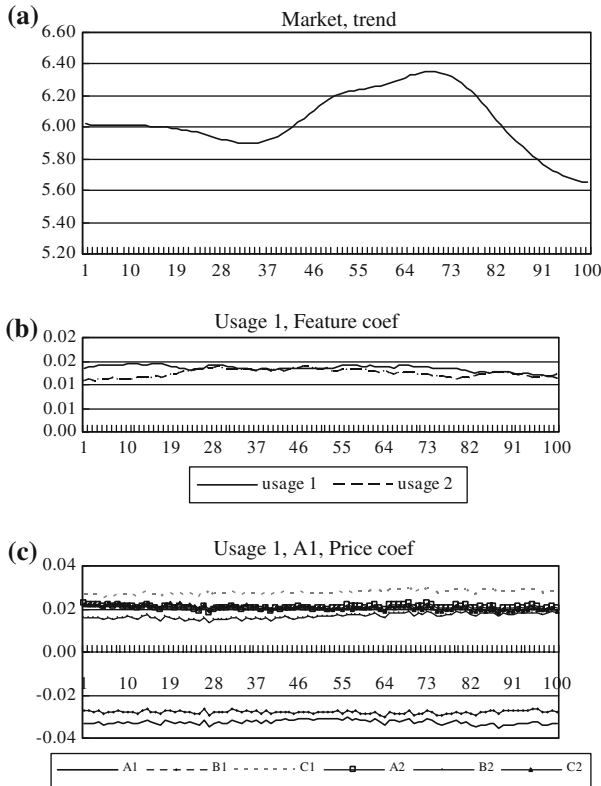 (a)
Market, trend
6.60
6.40
6.20
6.00
5.80
5.60
5.40
5.20
1 10 19 28 37 46 55 64 73 82 91 100
(b)
Usage 1, Feature coef
0.02
0.02
0.01
0.01
0.00
1 10 19 28 37 46 55 64 73 82 91 100
usage 1 usage 2
(c)
Usage 1, A1, Price coef
0.04
0.02
0.00
1 10 19 28 37 46 55 64 73 82 91 100
-0.02
-0.04
A1 B1 C1 A2 B2 C2